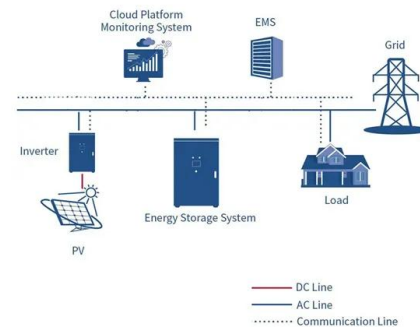 Cloud Platform
Monitoring System
EMS
Grid
Inverter
Energy Storage System
Load
PV
DC Line
AC Line
Communication Line